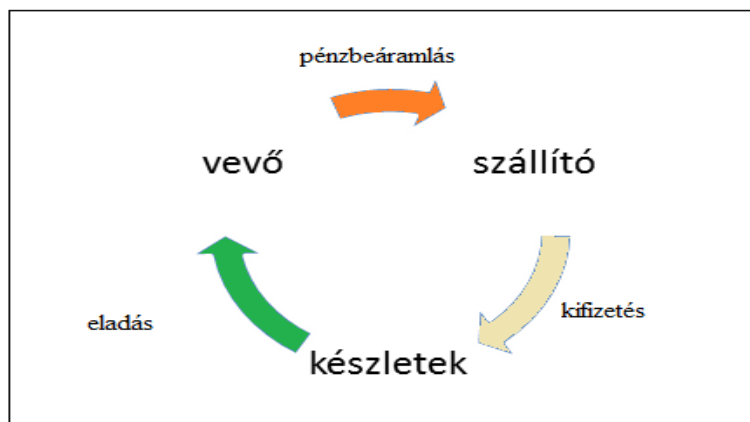 pénzbeáramlás
vevő
szállító
kifizetés
eladás
készletek